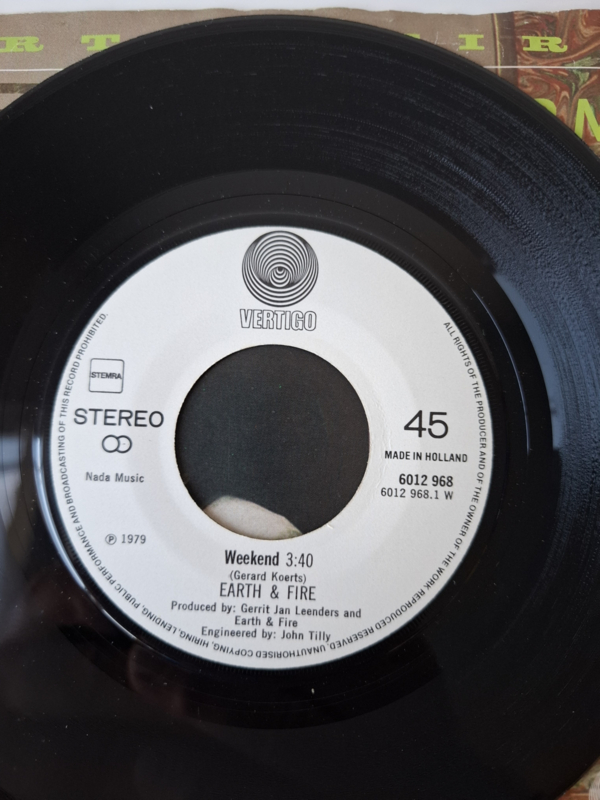 VERTIGO
STEMRA
STEREO
Nada Music
℗ 1979
45
MADE IN HOLLAND
6012 968
6012 968.1 W
Weekend 3:40
(Gerard Koerts)
EARTH & FIRE
Produced by: Gerrit Jan Leenders and
Earth & Fire
Engineered by: John Tilly
ALL RIGHTS OF THE PRODUCER AND OF THE OWNER OF THE WORK REPRODUCED RESERVED. UNAUTHORISED COPYING, HIRING, LENDING, PUBLIC PERFORMANCE AND BROADCASTING OF THIS RECORD PROHIBITED.